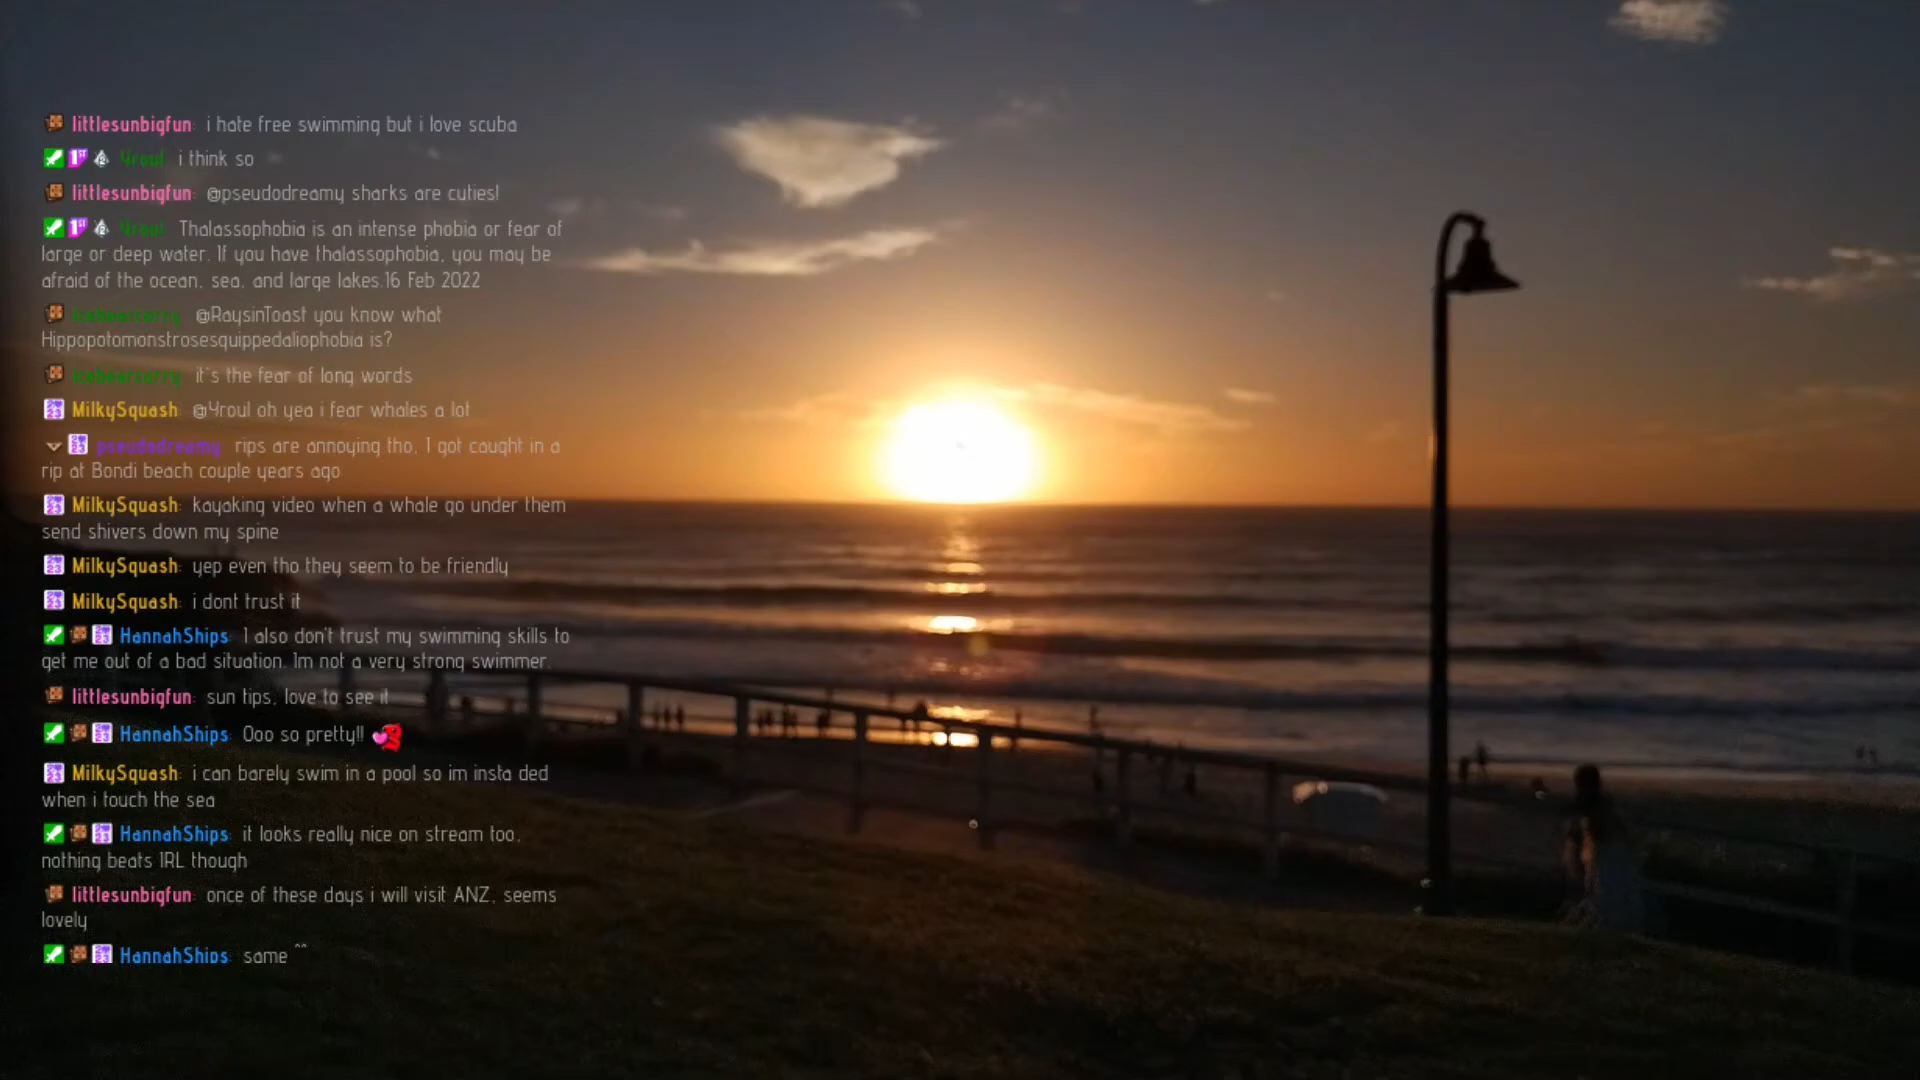 littlesunbigfun: i hate free swimming but i love scuba
Yroul: i think so
littlesunbigfun: @pseudodreamy sharks are cuties!
Yroul: Thalassophobia is an intense phobia or fear of
large or deep water. If you have thalassophobia, you may be
afraid of the ocean, sea, and large lakes.16 Feb 2022
icebearcurry: @RaysinToast you know what
Hippopotomonstrosesquippedaliophobia is?
icebearcurry: it's the fear of long words
MilkySquash: @Yroul oh yea i fear whales a lot
pseudodreamy: rips are annoying tho, I got caught in a
rip at Bondi beach couple years ago
MilkySquash: kayaking video when a whale go under them
send shivers down my spine
MilkySquash: yep even tho they seem to be friendly
MilkySquash: i dont trust it
HannahShips: I also don't trust my swimming skills to
get me out of a bad situation. Im not a very strong swimmer.
littlesunbigfun: sun tips, love to see it
HannahShips: Ooo so pretty!!
MilkySquash: i can barely swim in a pool so im insta ded
when i touch the sea
HannahShips: it looks really nice on stream too,
nothing beats IRL though
littlesunbigfun: once of these days i will visit ANZ, seems
lovely
HannahShips: same ^^